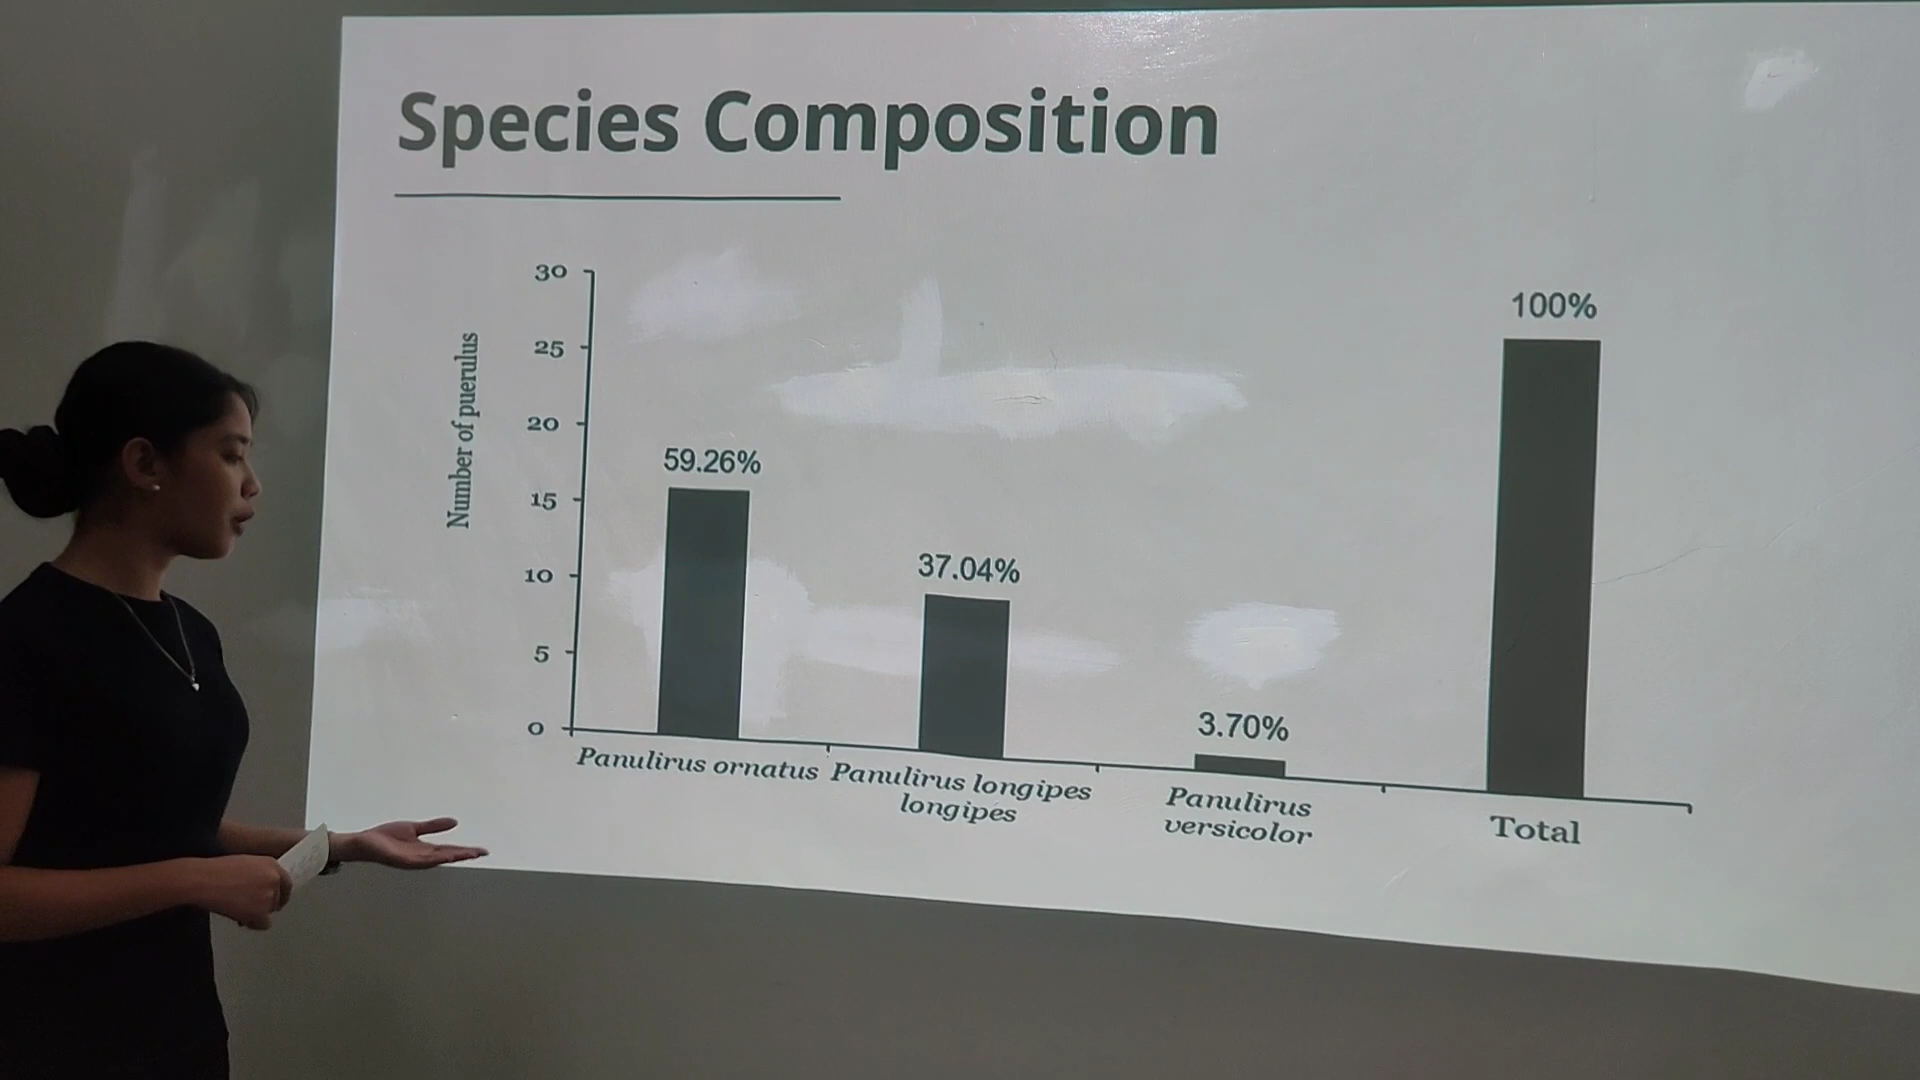 Species Composition
Number of puerulus
30
25
20
15
10
5
0
59.26%
37.04%
3.70%
100%
Panulirus ornatus
Panulirus longipes
longipes
Panulirus
versicolor
Total